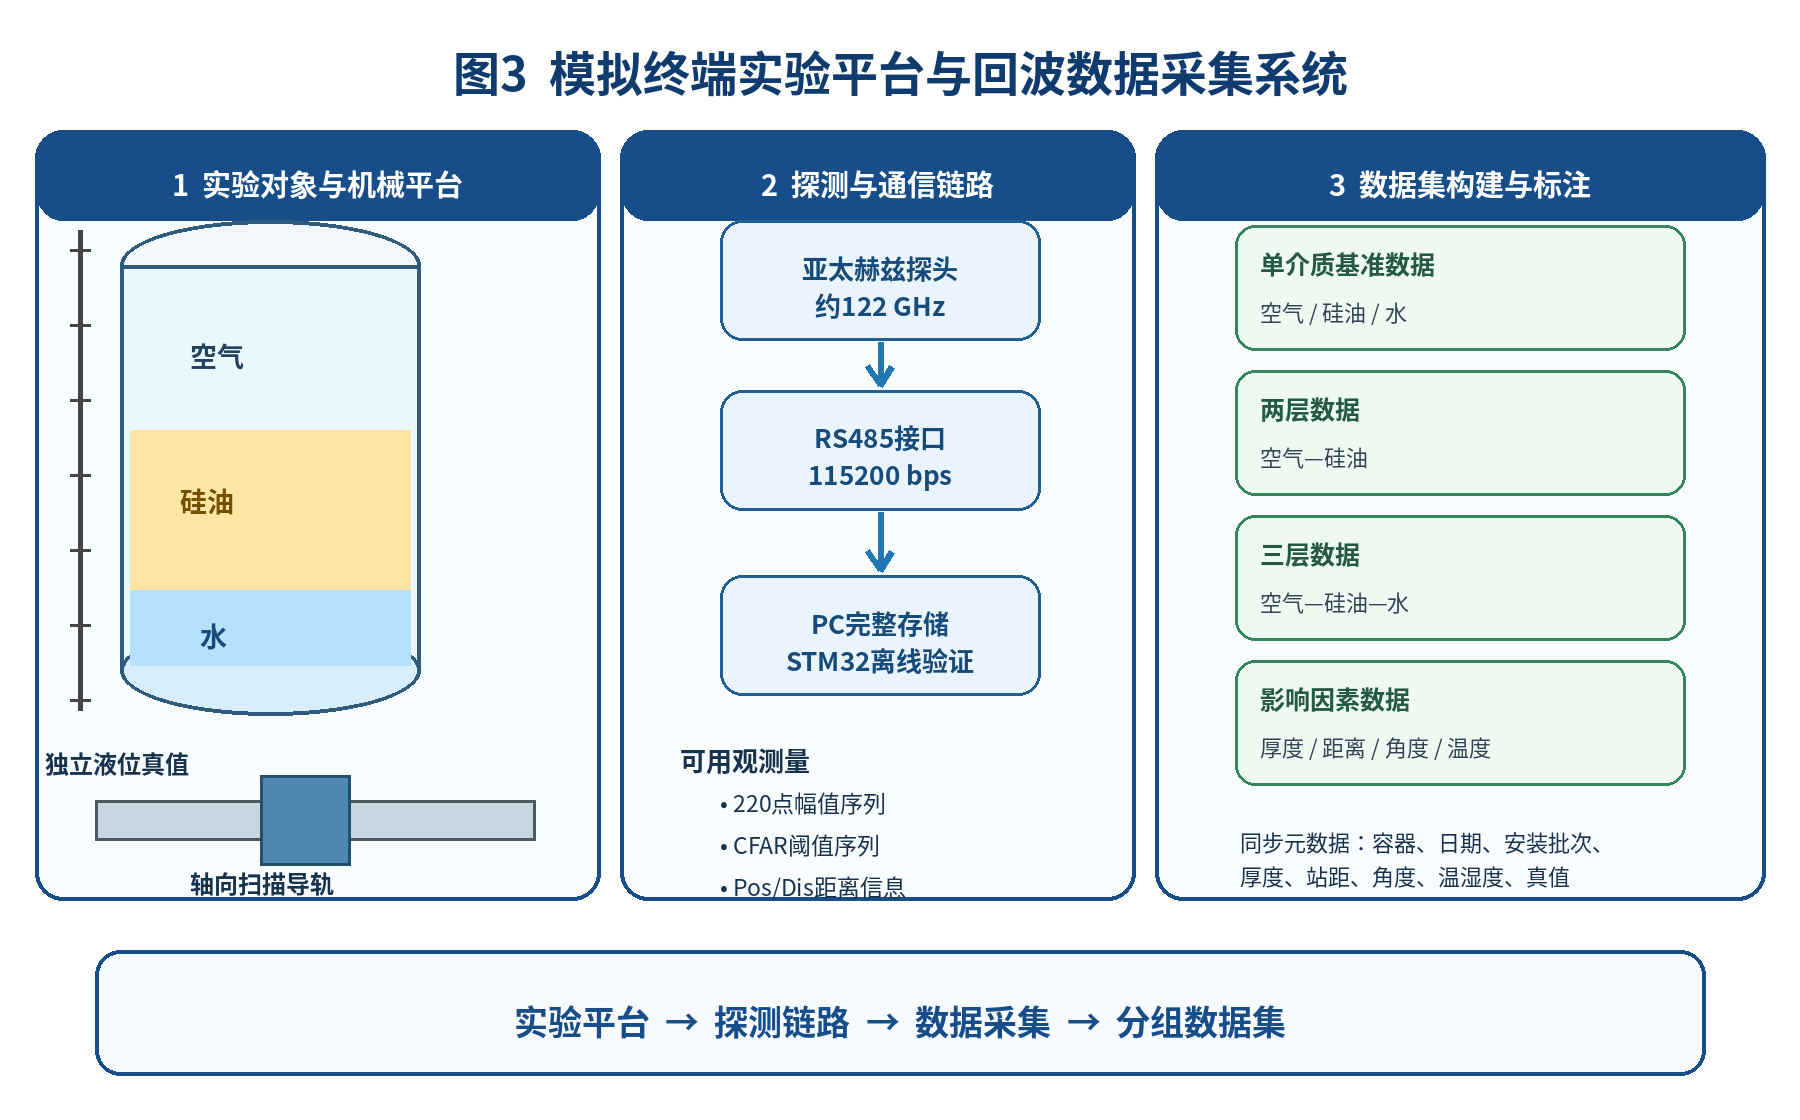 图3 模拟终端实验平台与回波数据采集系统
1 实验对象与机械平台
空气
硅油
水
独立液位真值
轴向扫描导轨
2 探测与通信链路
亚太赫兹探头
约122 GHz
RS485接口
115200 bps
PC完整存储
STM32离线验证
可用观测量
• 220点幅值序列
• CFAR阈值序列
• Pos/Dis距离信息
3 数据集构建与标注
单介质基准数据
空气 / 硅油 / 水
两层数据
空气—硅油
三层数据
空气—硅油—水
影响因素数据
厚度 / 距离 / 角度 / 温度
同步元数据：容器、日期、安装批次、
厚度、站距、角度、温湿度、真值
实验平台 → 探测链路 → 数据采集 → 分组数据集